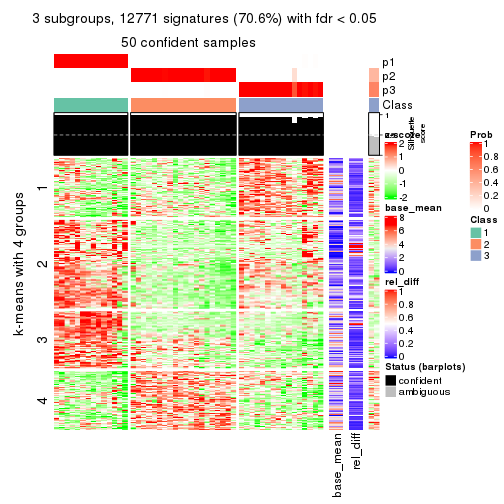 3 subgroups, 12771 signatures (70.6%) with fdr < 0.05
50 confident samples
p1
p2
p3
Class
1
Silhouette
score
k-means with 4 groups
1
2
3
4
z-score
2
1
0
-1
-2
base_mean
8
6
4
2
0
rel_diff
1
0.8
0.6
0.4
0.2
0
Status (barplots)
confident
ambiguous
Prob
1
0.8
0.6
0.4
0.2
0
Class
1
2
3
base_mean
rel_diff